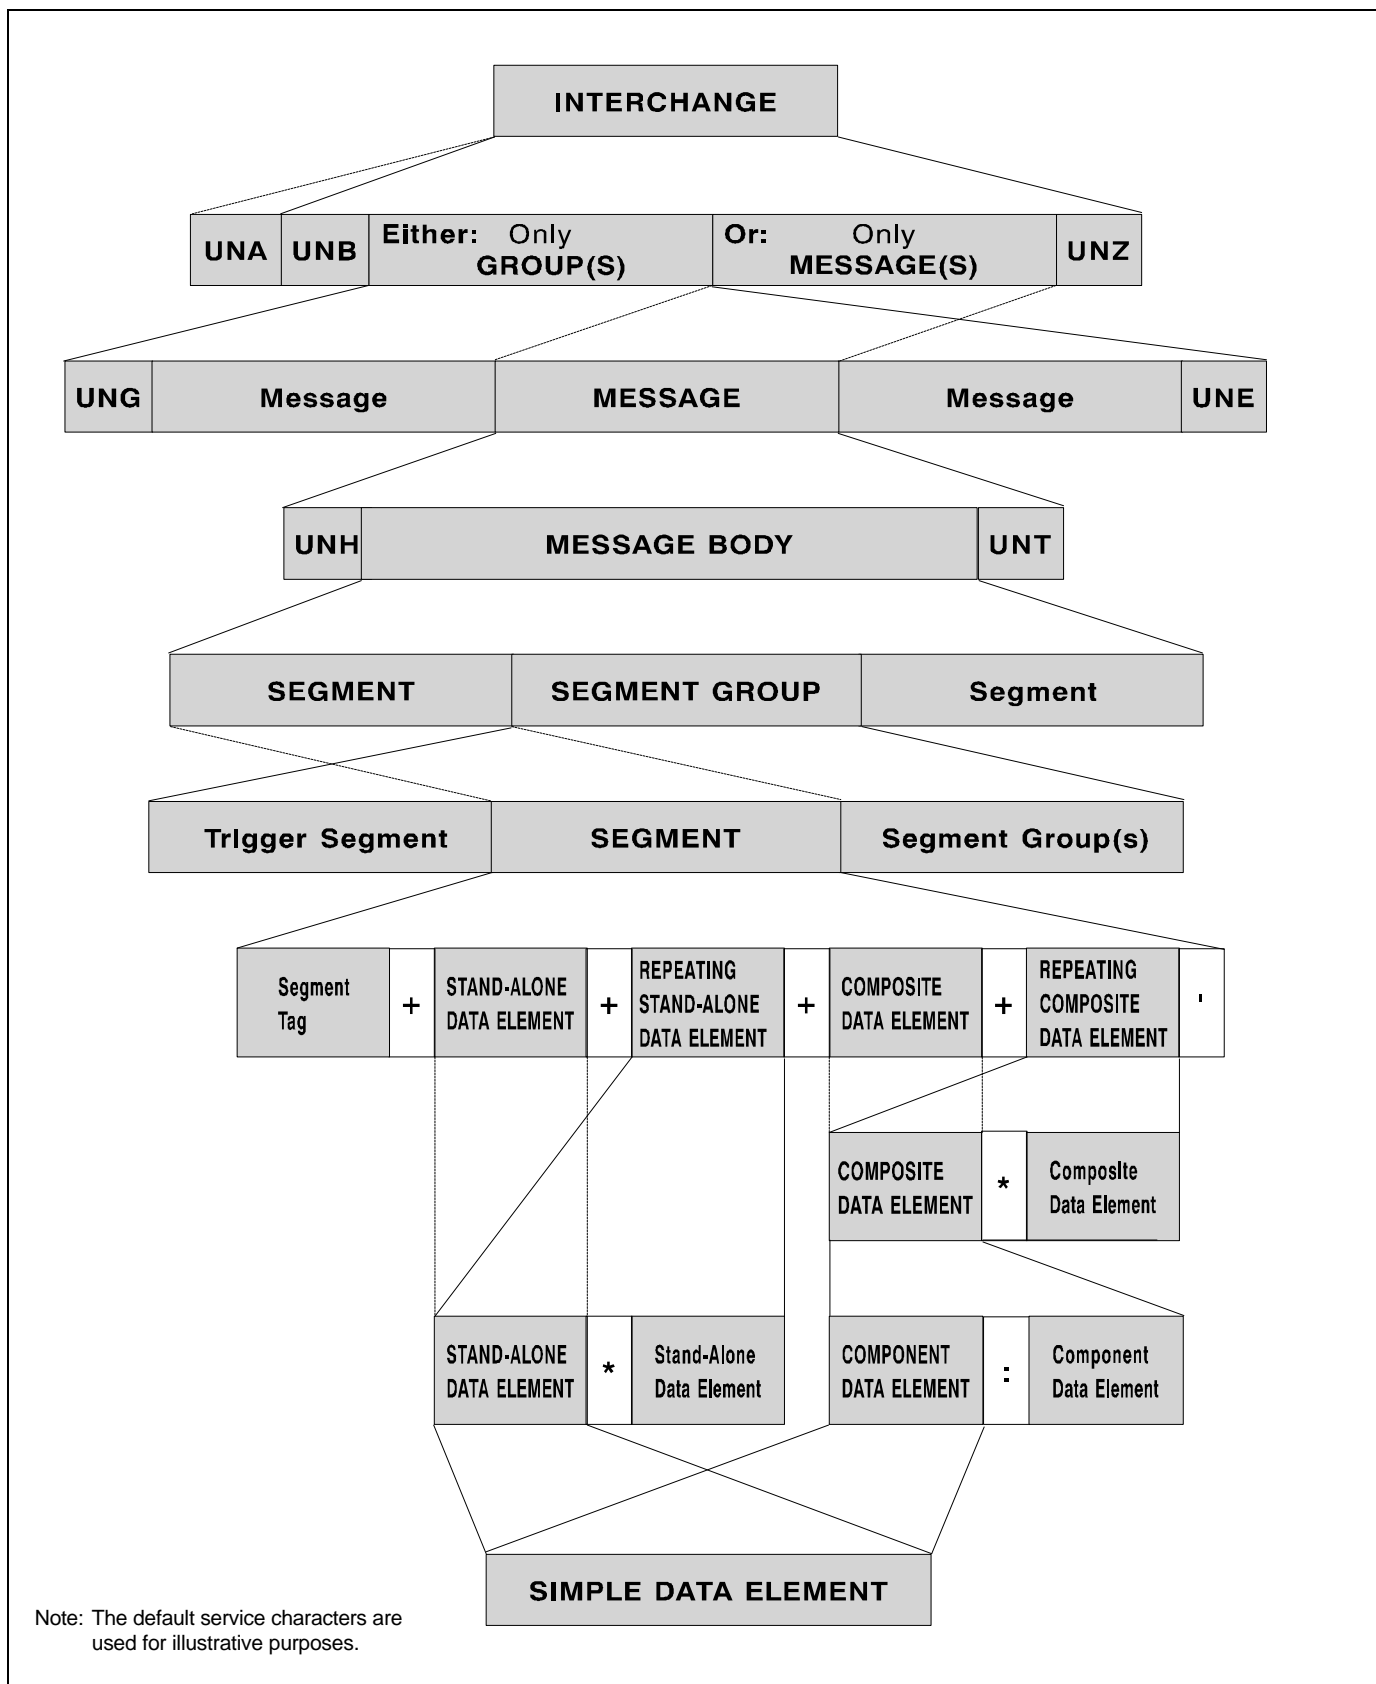 INTERCHANGE
UNA
UNB
Either: Only
GROUP(S)
Or: Only
MESSAGE(S)
UNZ
UNG
Message
MESSAGE
Message
UNE
UNH
MESSAGE BODY
UNT
SEGMENT
SEGMENT GROUP
Segment
Trigger Segment
SEGMENT
Segment Group(s)
Segment
Tag
+
STAND-ALONE
DATA ELEMENT
+
REPEATING
STAND-ALONE
DATA ELEMENT
+
COMPOSITE
DATA ELEMENT
+
REPEATING
COMPOSITE
DATA ELEMENT
'
COMPOSITE
DATA ELEMENT
*
Composite
Data Element
STAND-ALONE
DATA ELEMENT
*
Stand-Alone
Data Element
COMPONENT
DATA ELEMENT
:
Component
Data Element
SIMPLE DATA ELEMENT
Note: The default service characters are
used for illustrative purposes.